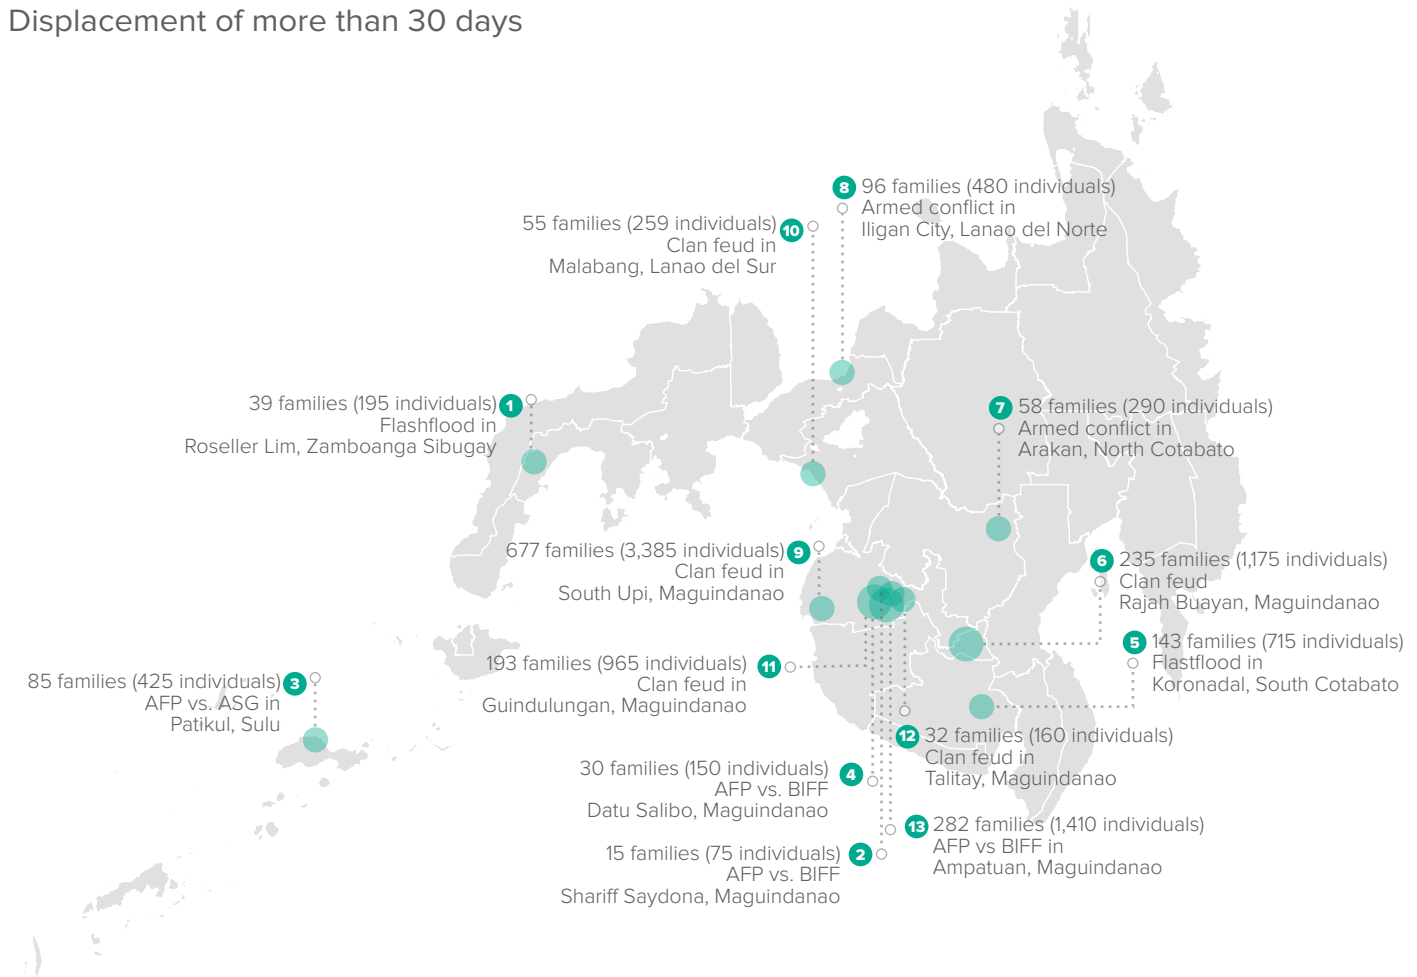 Displacement of more than 30 days
8 96 families (480 individuals)
Armed conflict in
Iligan City, Lanao del Norte
55 families (259 individuals) 10
Clan feud in
Malabang, Lanao del Sur
39 families (195 individuals) 1
Flashflood in
Roseller Lim, Zamboanga Sibugay
7 58 families (290 individuals)
Armed conflict in
Arakan, North Cotabato
677 families (3,385 individuals) 9
Clan feud in
South Upi, Maguindanao
6 235 families (1,175 individuals)
Clan feud
Rajah Buayan, Maguindanao
5 143 families (715 individuals)
Flastflood in
Koronadal, South Cotabato
193 families (965 individuals) 11
Clan feud in
Guindulungan, Maguindanao
85 families (425 individuals) 3
AFP vs. ASG in
Patikul, Sulu
12 32 families (160 individuals)
Clan feud in
Talitay, Maguindanao
30 families (150 individuals) 4
AFP vs. BIFF
Datu Salibo, Maguindanao
13 282 families (1,410 individuals)
AFP vs BIFF in
Ampatuan, Maguindanao
15 families (75 individuals) 2
AFP vs. BIFF
Shariff Saydona, Maguindanao